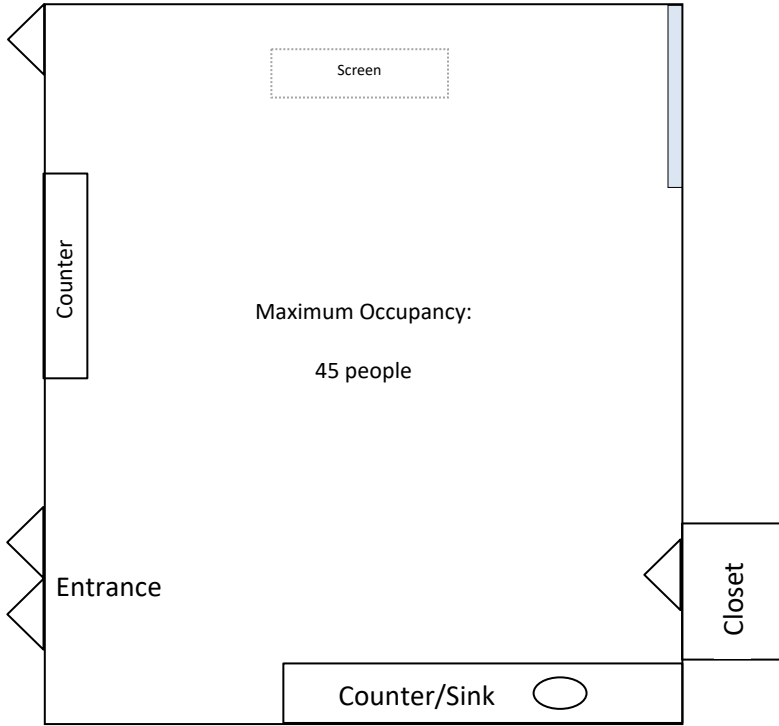 Screen
Counter
Maximum Occupancy:
45 people
Entrance
Closet
Counter/Sink